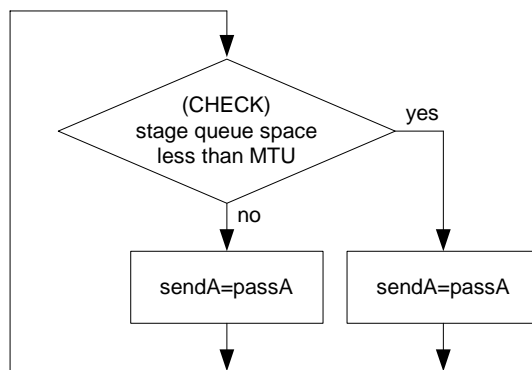 (CHECK)
stage queue space
less than MTU
yes
no
sendA=passA
sendA=passA